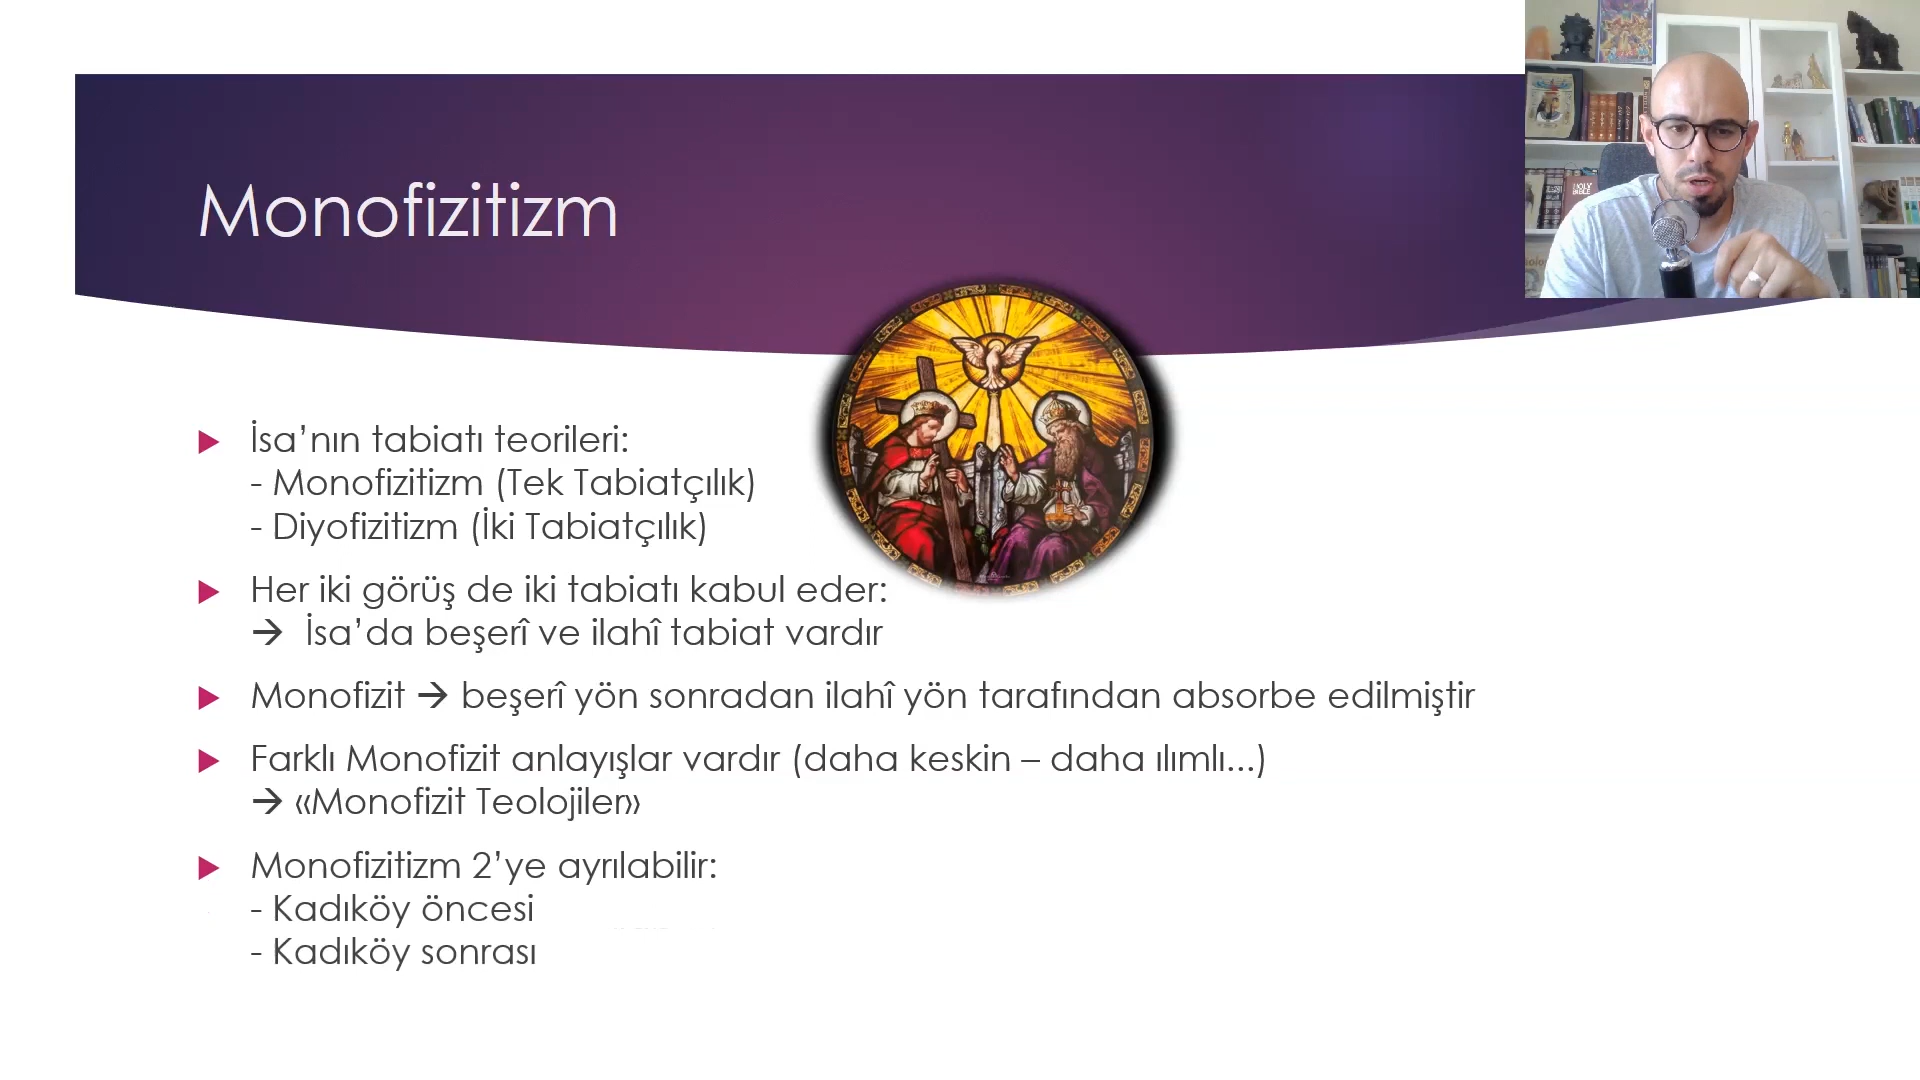 Monofizitizm
İsa’nın tabiatı teorileri:
- Monofizitizm (Tek Tabiatçılık)
- Diyofizitizm (İki Tabiatçılık)
Her iki görüş de iki tabiatı kabul eder:
→ İsa’da beşerî ve ilahî tabiat vardır
Monofizit → beşerî yön sonradan ilahî yön tarafından absorbe edilmiştir
Farklı Monofizit anlayışlar vardır (daha keskin – daha ılımlı...)
→ «Monofizit Teolojiler»
Monofizitizm 2’ye ayrılabilir:
- Kadıköy öncesi
- Kadıköy sonrası
HOLY
BIBLE